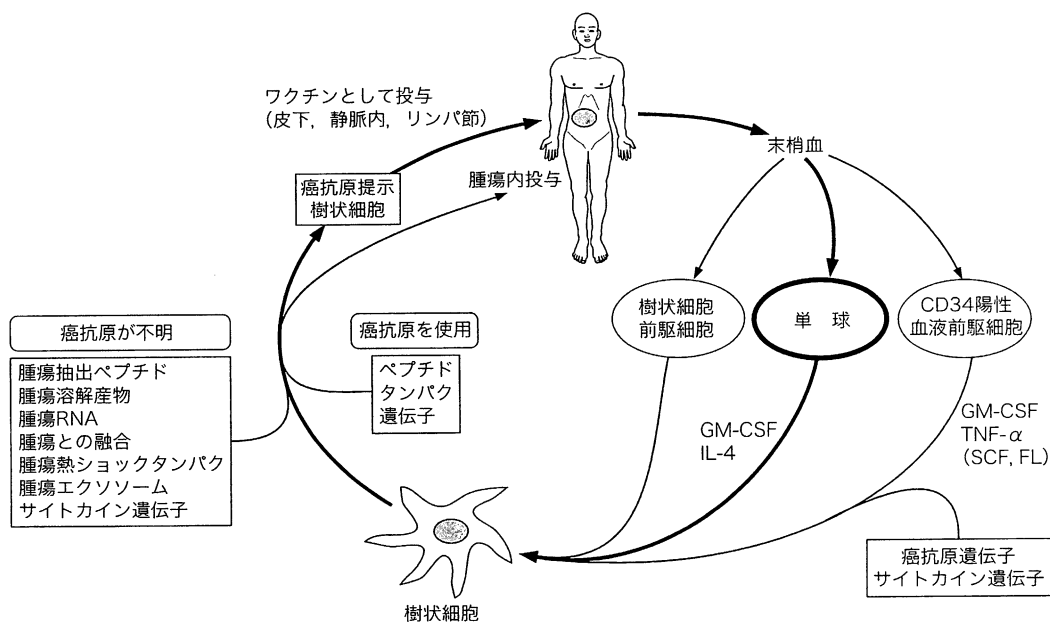 ワクチンとして投与
（皮下，静脈内，リンパ節）
末梢血
癌抗原提示
樹状細胞
腫瘍内投与
樹状細胞
前駆細胞
単　球
CD34陽性
血液前駆細胞
癌抗原が不明
腫瘍抽出ペプチド
腫瘍溶解産物
腫瘍RNA
腫瘍との融合
腫瘍熱ショックタンパク
腫瘍エクソソーム
サイトカイン遺伝子
癌抗原を使用
ペプチド
タンパク
遺伝子
GM-CSF
IL-4
GM-CSF
TNF-α
（SCF, FL）
癌抗原遺伝子
サイトカイン遺伝子
樹状細胞